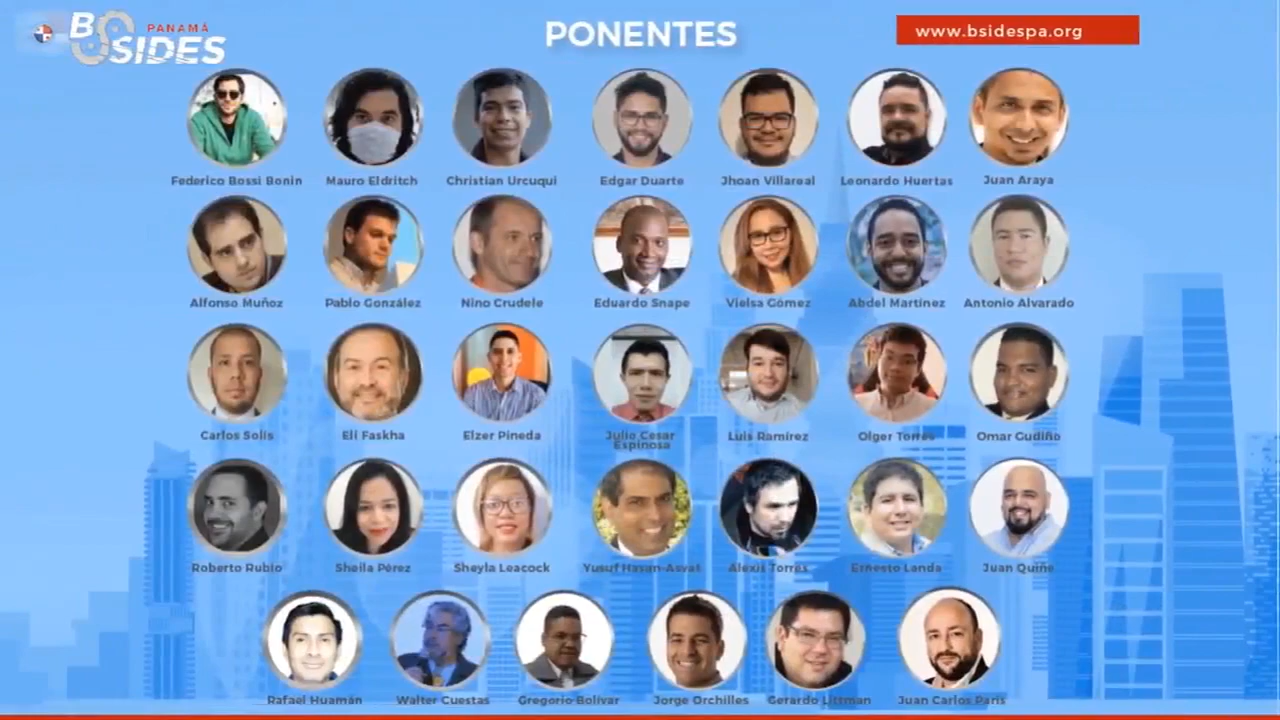 PANAMÁ
BSIDES
PONENTES
www.bsidespa.org
Federico Bossi Bonin
Mauro Eldritch
Christian Urcuqui
Edgar Duarte
Jhoan Villareal
Leonardo Huertas
Juan Araya
Alfonso Muñoz
Pablo González
Nino Crudele
Eduardo Snape
Vielsa Gómez
Abdel Martínez
Antonio Alvarado
Carlos Solis
Eli Faskha
Elzer Pineda
Julio Cesar
Espinosa
Luis Ramírez
Olger Torres
Omar Gudiño
Roberto Rubio
Sheila Pérez
Sheyla Leacock
Yusuf Hasan-Asvat
Alexis Torres
Ernesto Landa
Juan Quiñe
Rafael Huamán
Walter Cuestas
Gregorio Bolívar
Jorge Orchilles
Gerardo Littman
Juan Carlos Paris